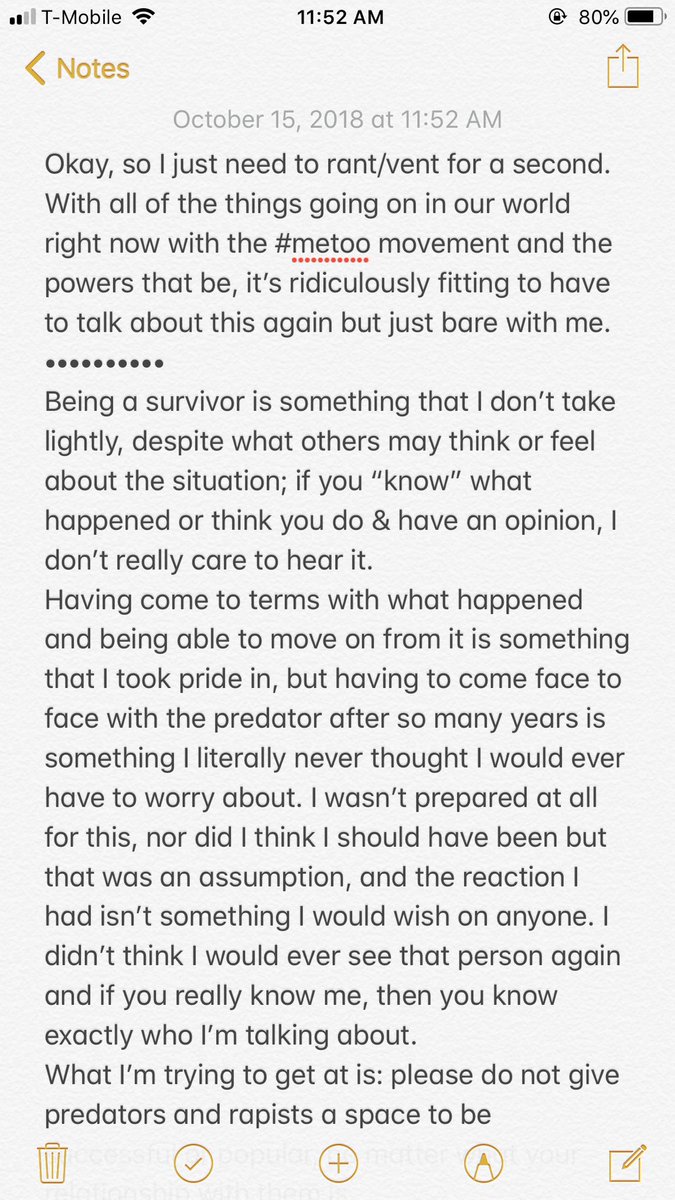 T-Mobile 11:52 AM 80%
Notes
October 15, 2018 at 11:52 AM
Okay, so I just need to rant/vent for a second.
With all of the things going on in our world
right now with the #metoo movement and the
powers that be, it’s ridiculously fitting to have
to talk about this again but just bare with me.
••••••••••
Being a survivor is something that I don’t take
lightly, despite what others may think or feel
about the situation; if you “know” what
happened or think you do & have an opinion, I
don’t really care to hear it.
Having come to terms with what happened
and being able to move on from it is something
that I took pride in, but having to come face to
face with the predator after so many years is
something I literally never thought I would ever
have to worry about. I wasn’t prepared at all
for this, nor did I think I should have been but
that was an assumption, and the reaction I
had isn’t something I would wish on anyone. I
didn’t think I would ever see that person again
and if you really know me, then you know
exactly who I’m talking about.
What I’m trying to get at is: please do not give
predators and rapists a space to be
popular matter your
relationship with them is